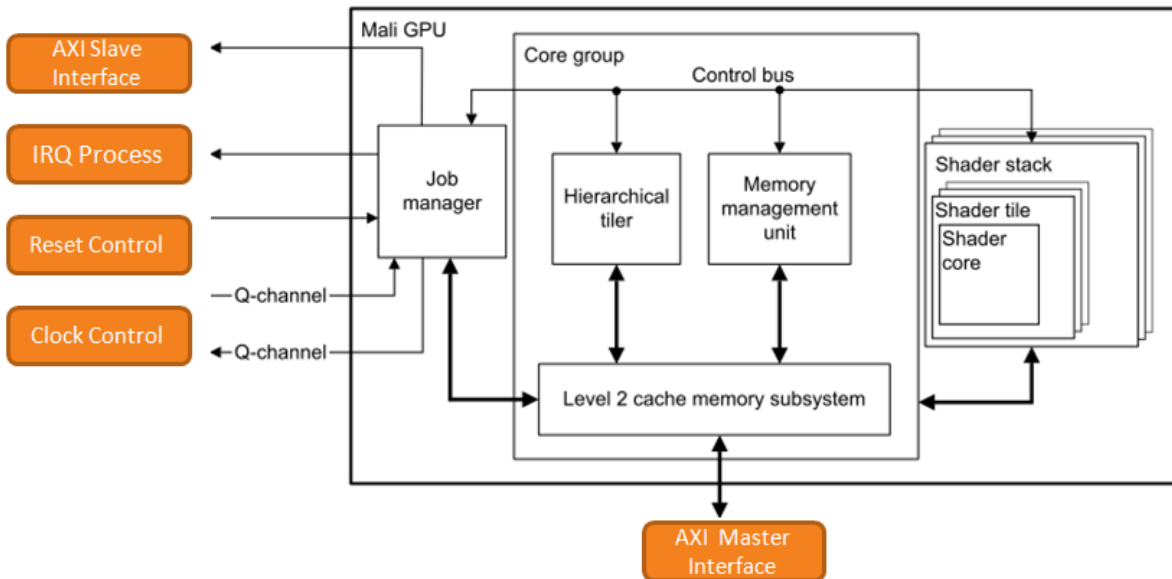 Mali GPU
AXI Slave
Interface
Core group
Control bus
IRQ Process
Job
manager
Hierarchical
tiler
Memory
management
unit
Shader stack
Shader tile
Shader
core
Reset Control
Q-channel
Clock Control
Q-channel
Level 2 cache memory subsystem
AXI Master
Interface